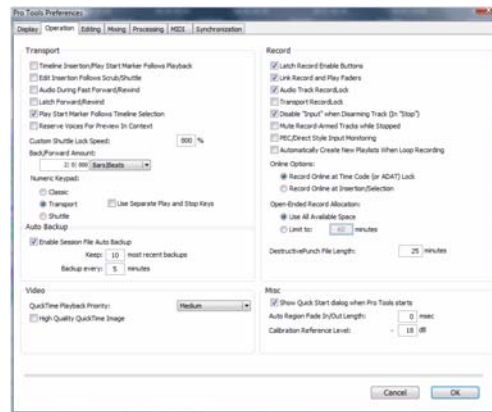 Pro Tools Preferences
Display Operation Editing Mixing Processing MIDI Synchronization
Transport
Timeline Insertion/Play Start Marker Follows Playback
Edit Insertion Follows Scrub/Shuttle
Audio During Fast Forward/Rewind
Latch Forward/Rewind
Play Start Marker Follows Timeline Selection
Reserve Voices For Preview In Context
Custom Shuttle Lock Speed: 800 %
Back/Forward Amount:
2| 0| 000 Bars|Beats
Numeric Keypad:
Classic
Transport
Use Separate Play and Stop Keys
Shuttle
Auto Backup
Enable Session File Auto Backup
Keep: 10 most recent backups
Backup every: 5 minutes
Video
QuickTime Playback Priority: Medium
High Quality QuickTime Image
Record
Latch Record Enable Buttons
Link Record and Play Faders
Audio Track RecordLock
Transport RecordLock
Disable "Input" when Disarming Track (In "Stop")
Mute Record-Armed Tracks while Stopped
PEC/Direct Style Input Monitoring
Automatically Create New Playlists When Loop Recording
Online Options:
Record Online at Time Code (or ADAT) Lock
Record Online at Insertion/Selection
Open-Ended Record Allocation:
Use All Available Space
Limit to: 60 minutes
DestructivePunch File Length: 25 minutes
Misc
Show Quick Start dialog when Pro Tools starts
Auto Region Fade In/Out Length: 0 msec
Calibration Reference Level: - 18 dB
Cancel OK